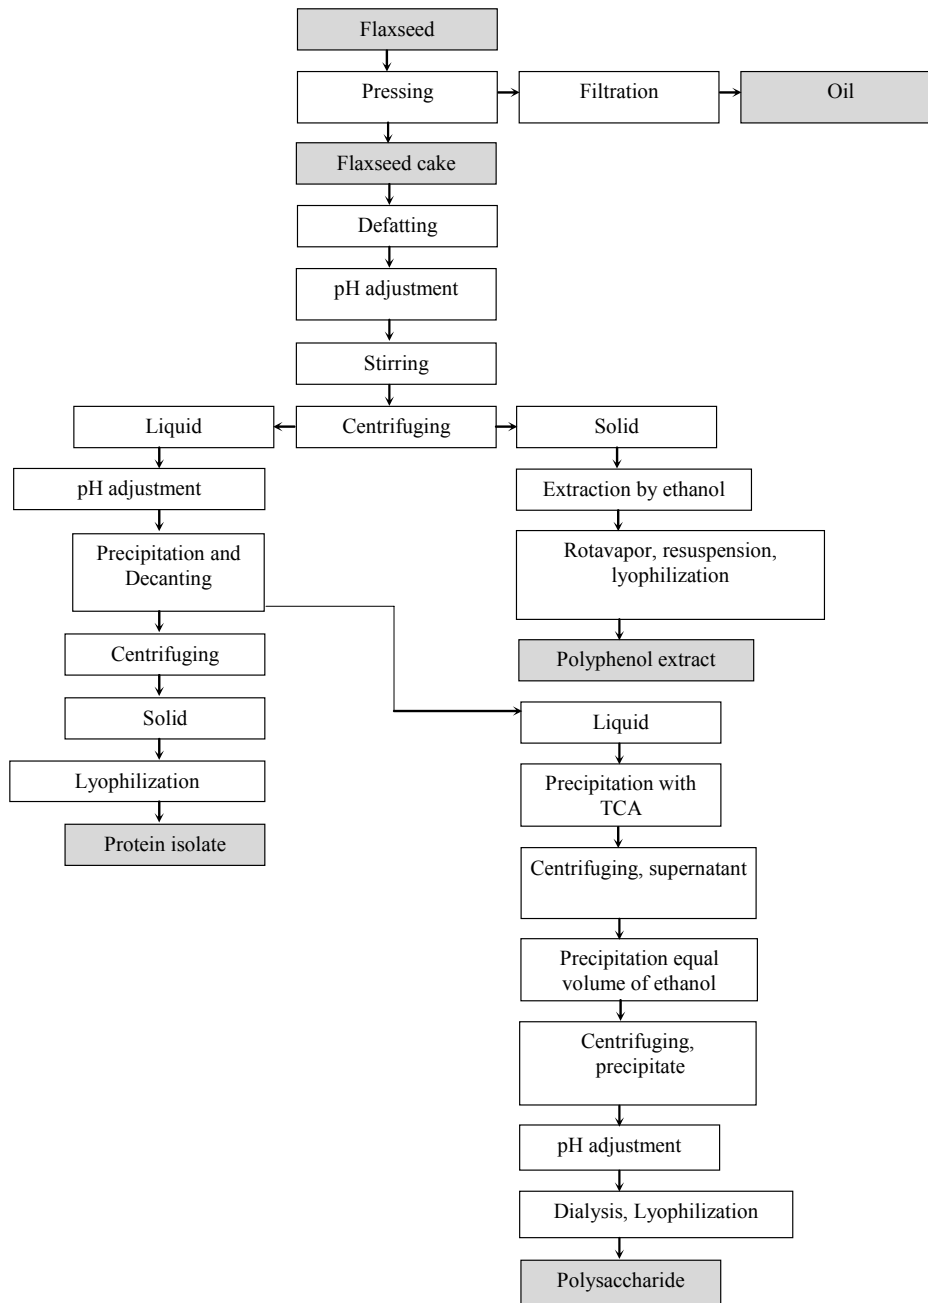 Flaxseed
Pressing
Filtration
Oil
Flaxseed cake
Defatting
pH adjustment
Stirring
Liquid
Centrifuging
Solid
pH adjustment
Extraction by ethanol
Precipitation and
Decanting
Rotavapor, resuspension,
lyophilization
Centrifuging
Polyphenol extract
Solid
Liquid
Lyophilization
Precipitation with
TCA
Protein isolate
Centrifuging, supernatant
Precipitation equal
volume of ethanol
Centrifuging,
precipitate
pH adjustment
Dialysis, Lyophilization
Polysaccharide